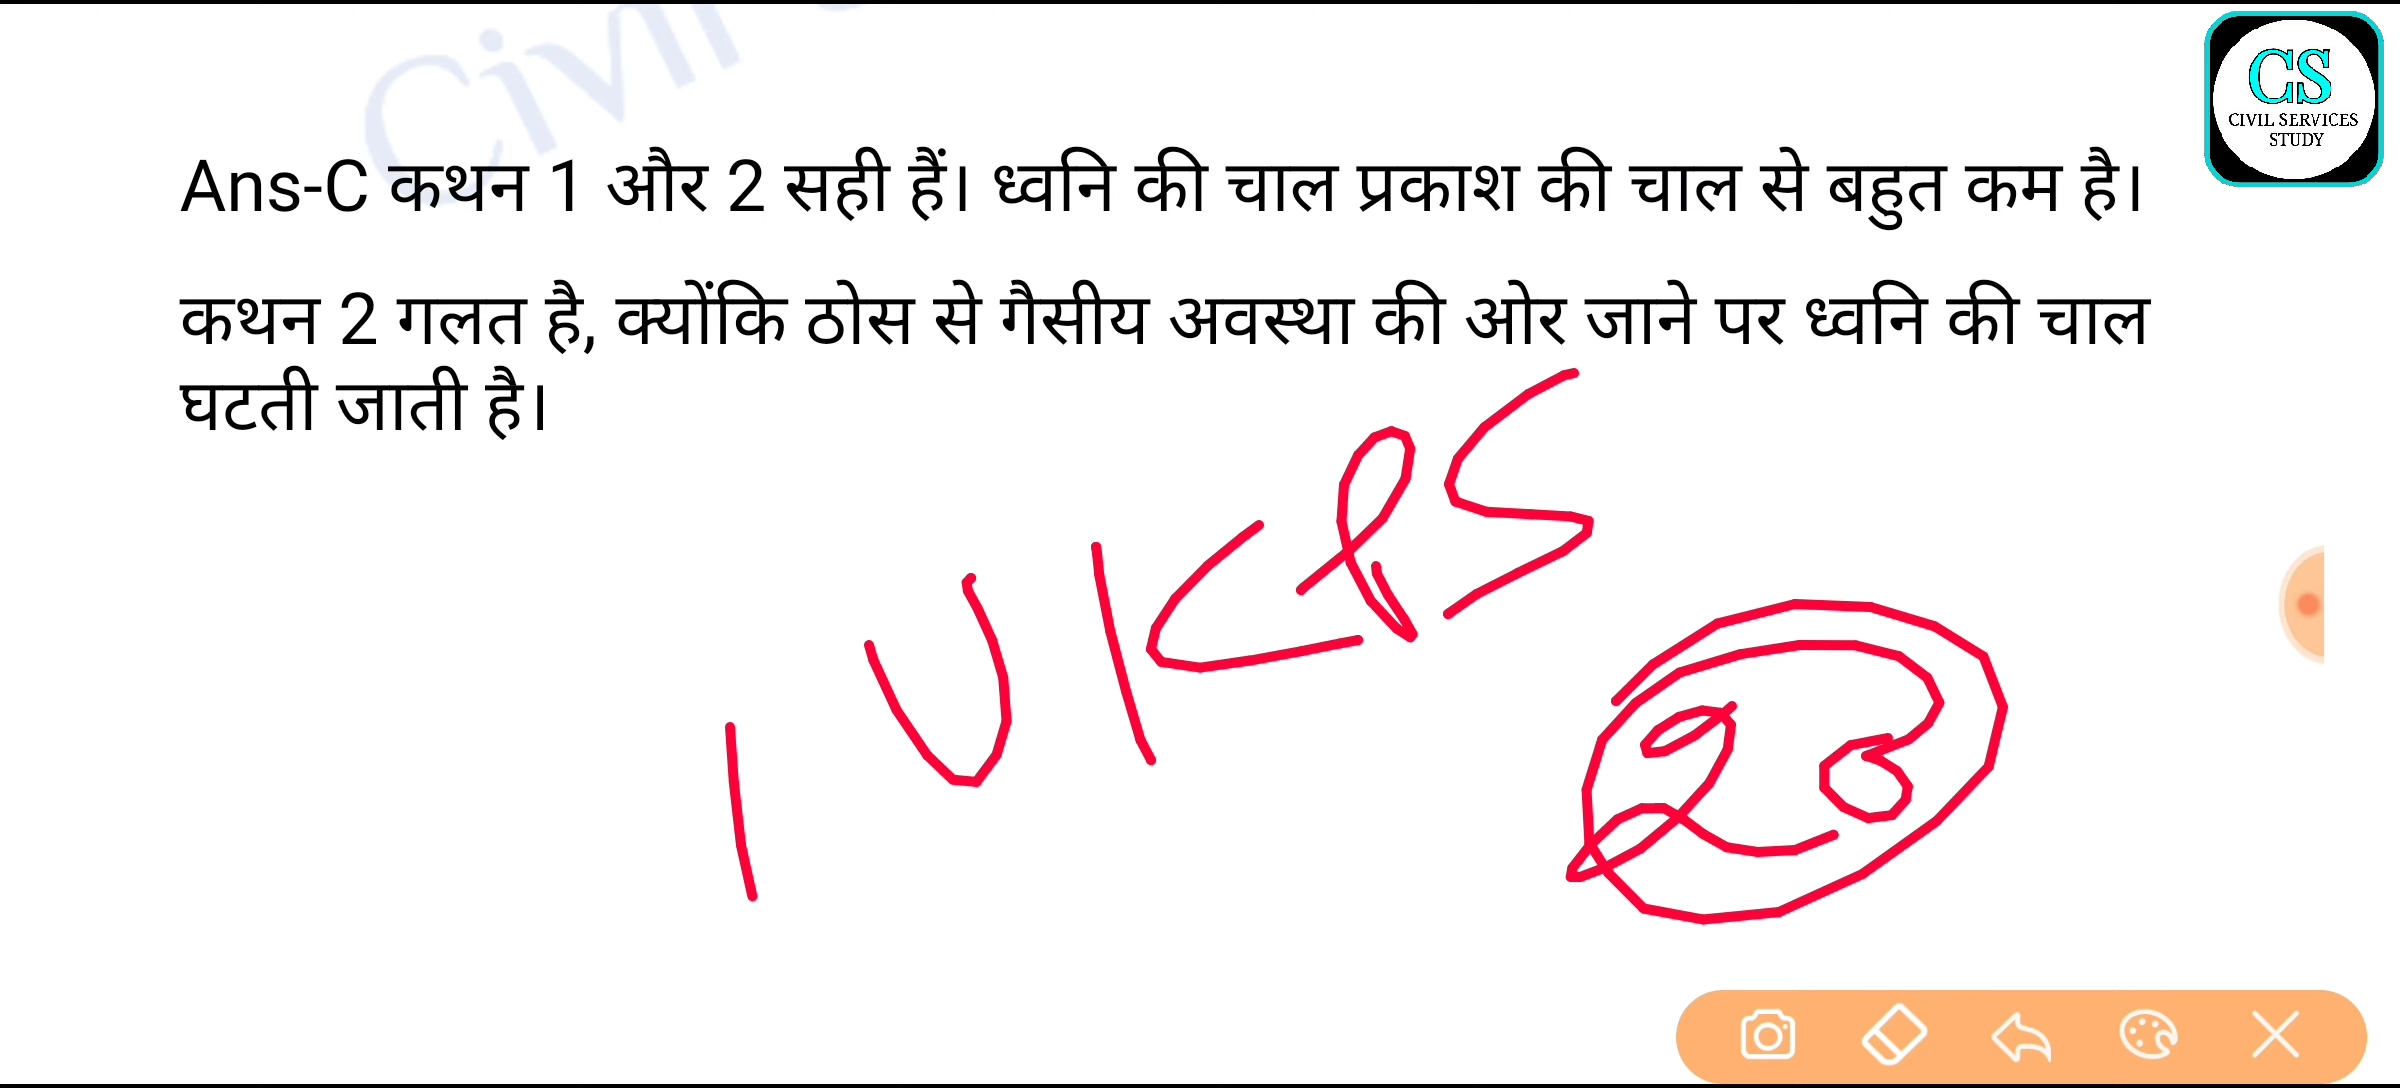 Civil
CS
CIVIL SERVICES
STUDY
Ans-C कथन 1 और 2 सही हैं। ध्वनि की चाल प्रकाश की चाल से बहुत कम है।
कथन 2 गलत है, क्योंकि ठोस से गैसीय अवस्था की ओर जाने पर ध्वनि की चाल
घटती जाती है।
1 UKPS
23